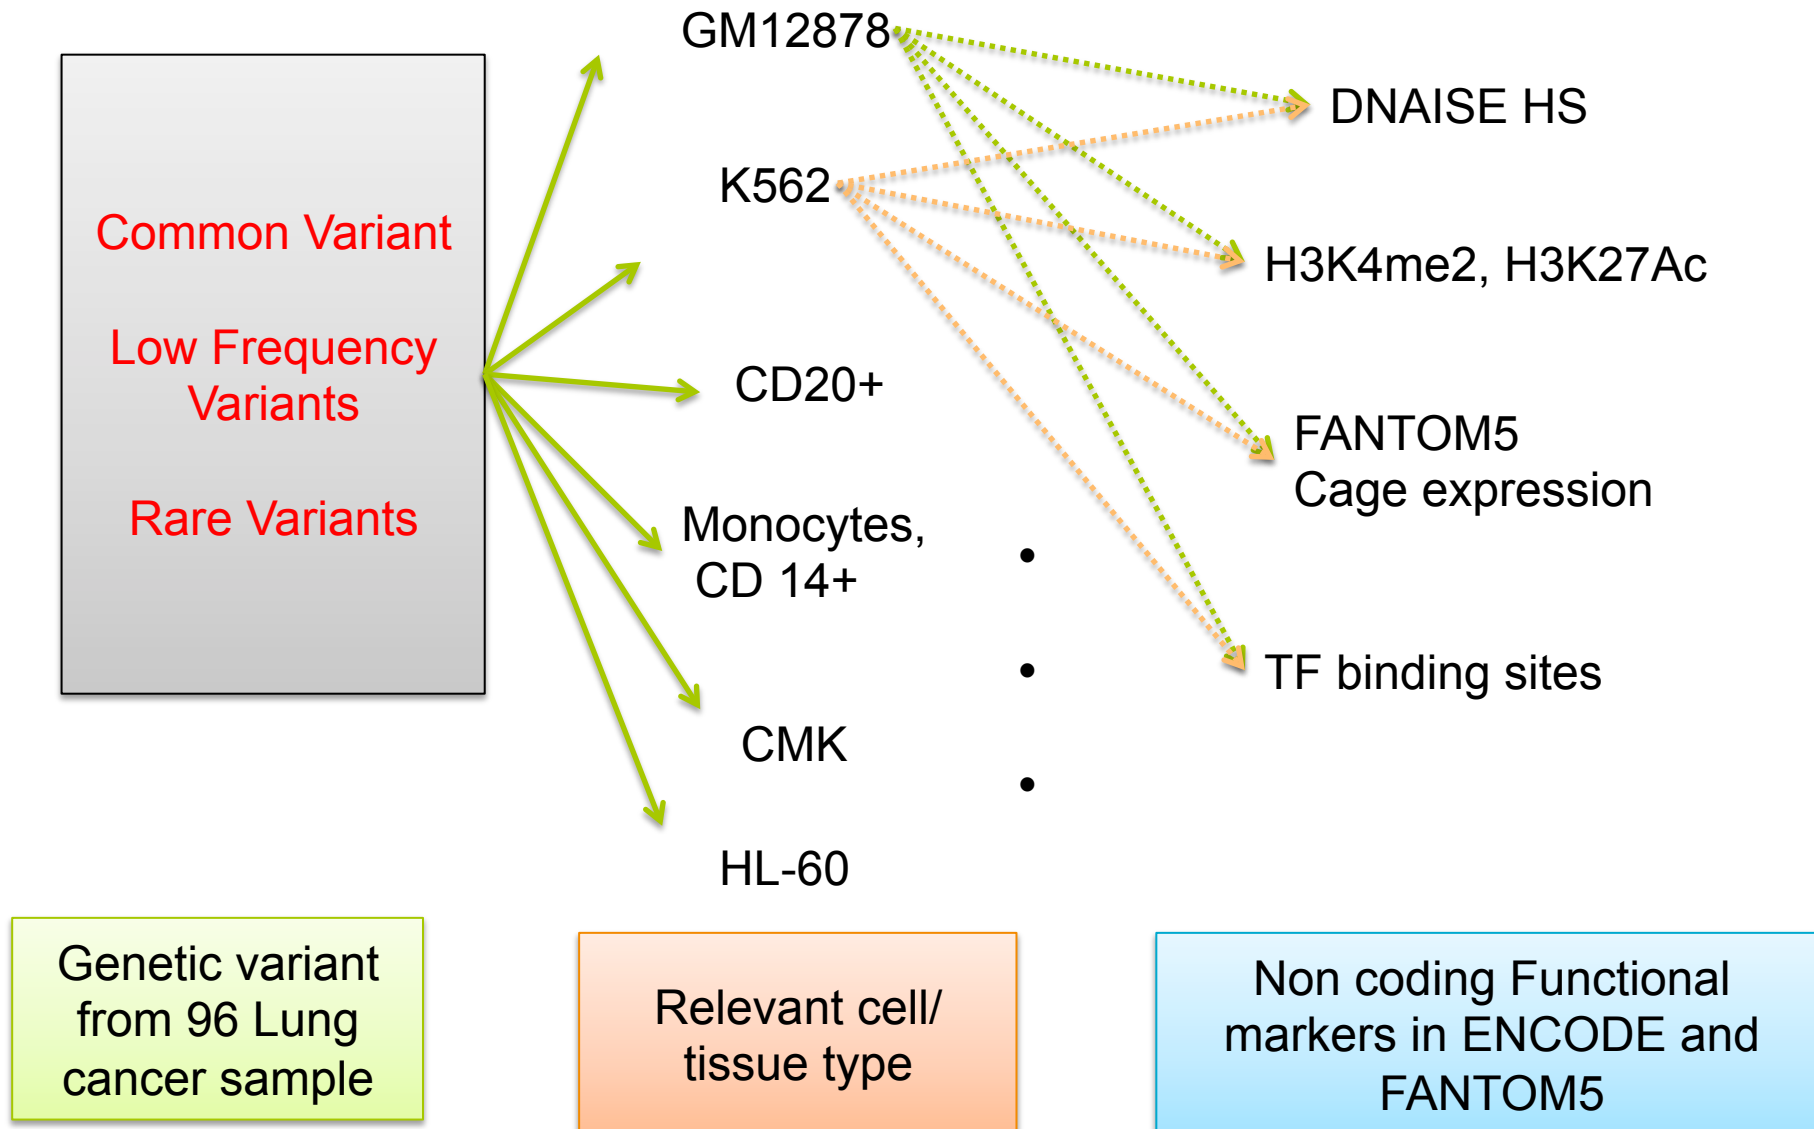 Common Variant
Low Frequency
Variants
Rare Variants
GM12878
K562
CD20+
Monocytes,
CD 14+
CMK
HL-60
•
•
•
DNAISE HS
H3K4me2, H3K27Ac
FANTOM5
Cage expression
TF binding sites
Genetic variant
from 96 Lung
cancer sample
Relevant cell/
tissue type
Non coding Functional
markers in ENCODE and
FANTOM5